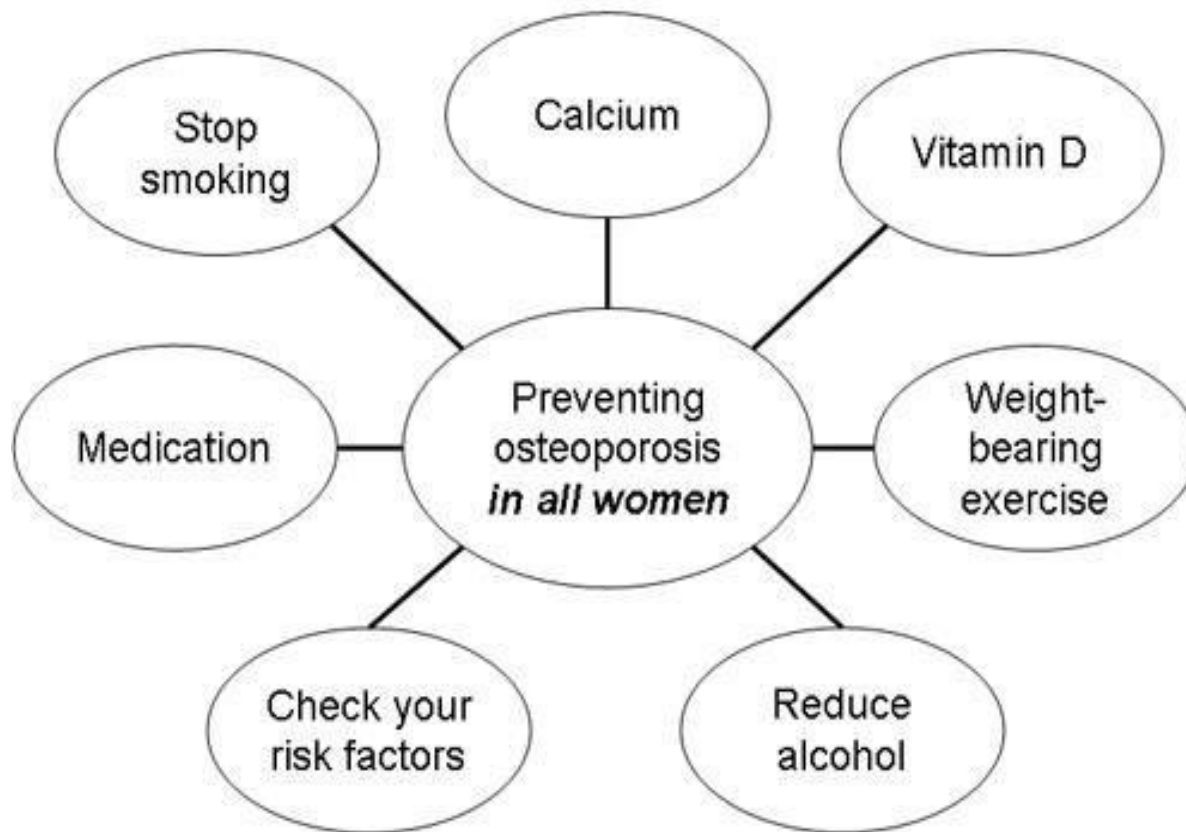 Stop
smoking
Calcium
Vitamin D
Medication
Preventing
osteoporosis
in all women
Weight-
bearing
exercise
Check your
risk factors
Reduce
alcohol